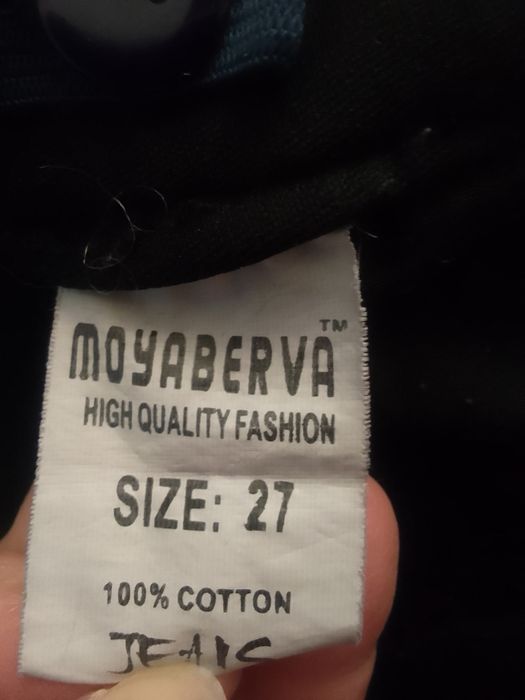 MOYABERVA™
HIGH QUALITY FASHION
SIZE: 27
100% COTTON